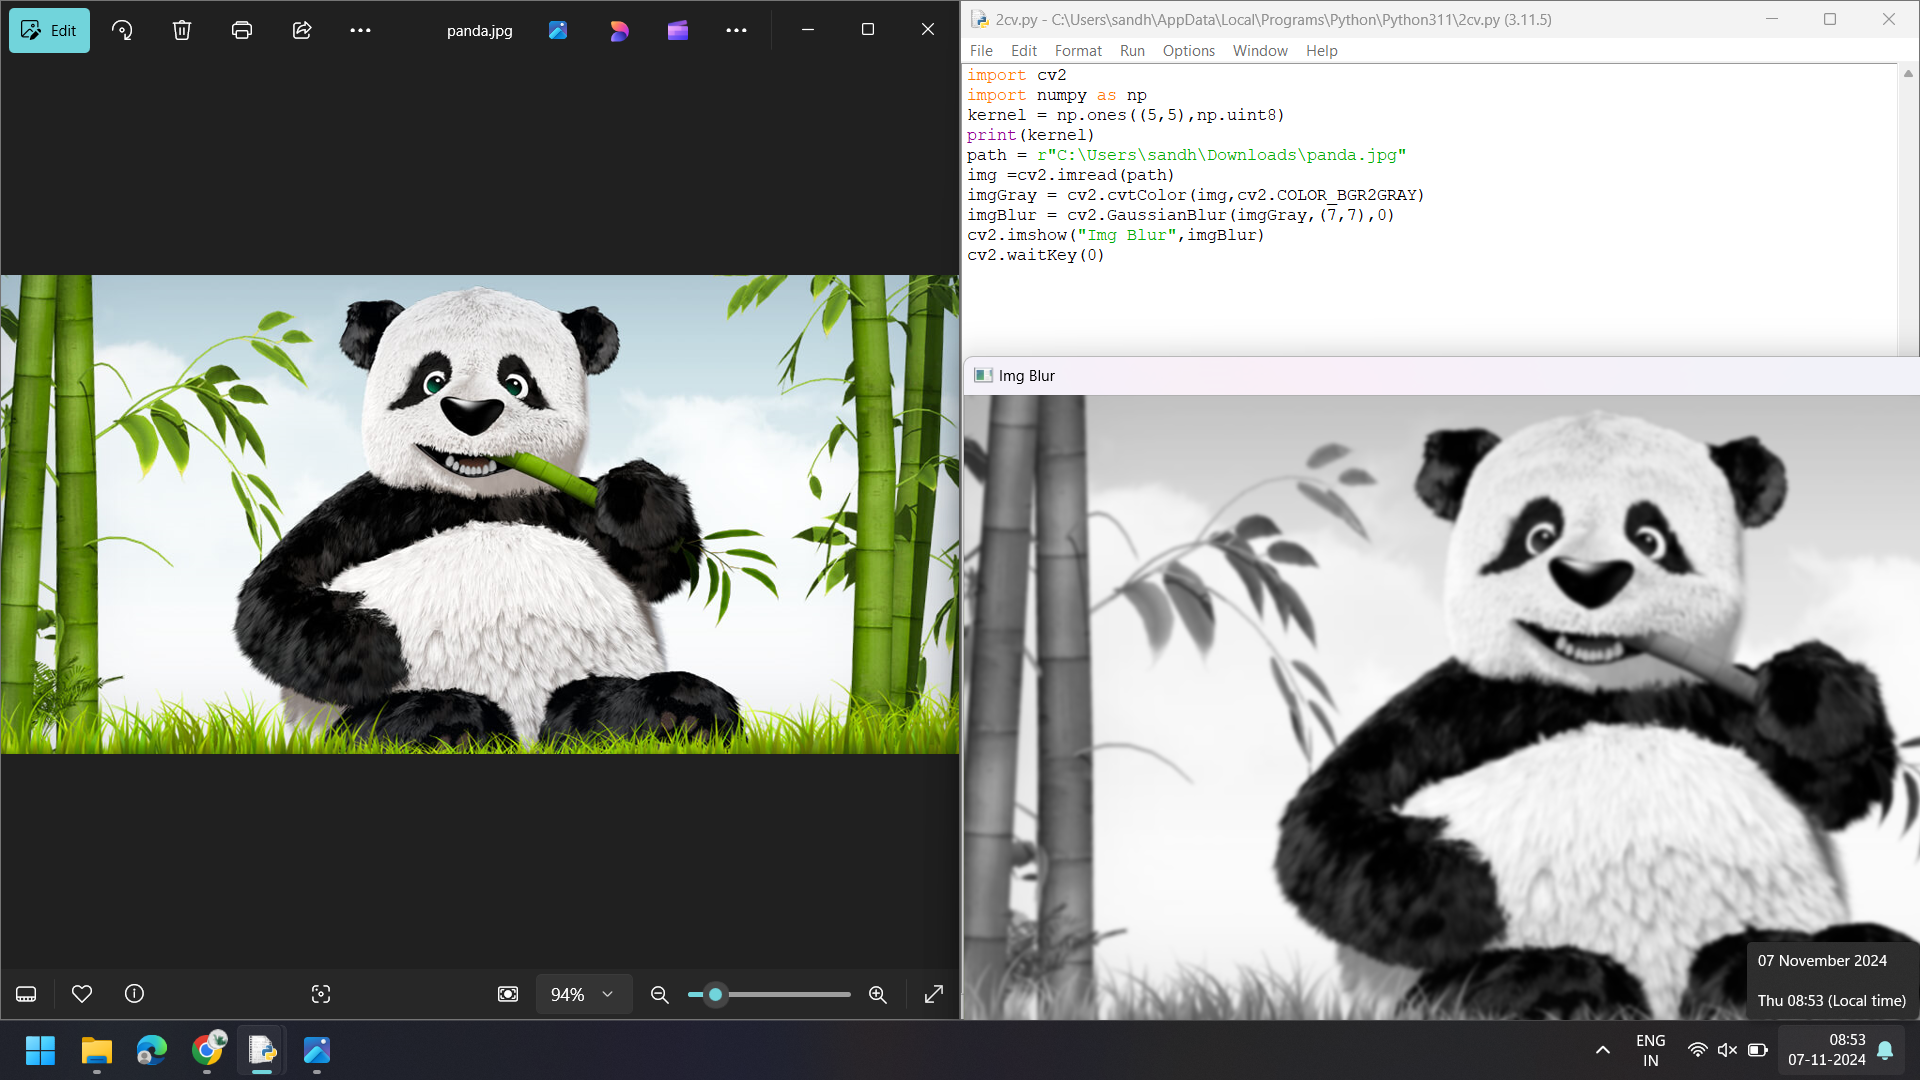 Edit
panda.jpg
94%
2cv.py - C:\Users\sandh\AppData\Local\Programs\Python\Python311\2cv.py (3.11.5)
File Edit Format Run Options Window Help
import cv2
import numpy as np
kernel = np.ones((5,5),np.uint8)
print(kernel)
path = r"C:\Users\sandh\Downloads\panda.jpg"
img =cv2.imread(path)
imgGray = cv2.cvtColor(img,cv2.COLOR_BGR2GRAY)
imgBlur = cv2.GaussianBlur(imgGray,(7,7),0)
cv2.imshow("Img Blur",imgBlur)
cv2.waitKey(0)
Img Blur
07 November 2024
Thu 08:53 (Local time)
ENG
IN
08:53
07-11-2024